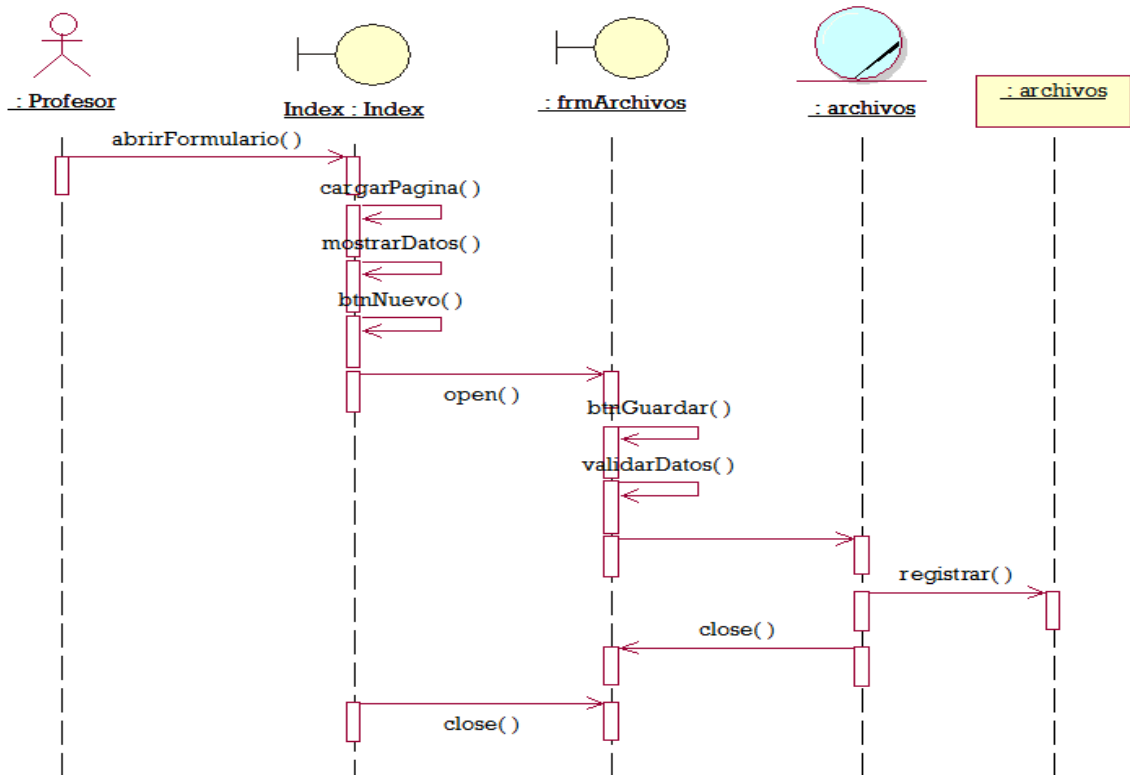 : Profesor
Index : Index
: frmArchivos
: archivos
: archivos
abrirFormulario( )
cargarPagina( )
mostrarDatos( )
btnNuevo( )
open( )
btnGuardar( )
validarDatos( )
registrar( )
close( )
close( )